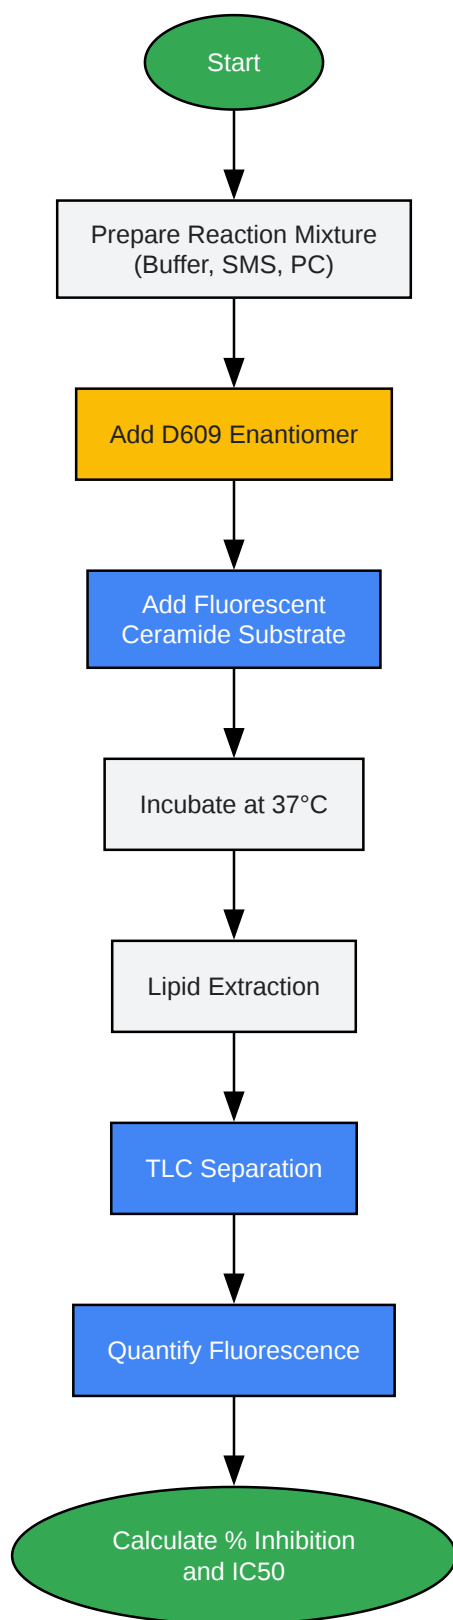 Start
Prepare Reaction Mixture
(Buffer, SMS, PC)
Add D609 Enantiomer
Add Fluorescent
Ceramide Substrate
Incubate at 37°C
Lipid Extraction
TLC Separation
Quantify Fluorescence
Calculate % Inhibition
and IC50